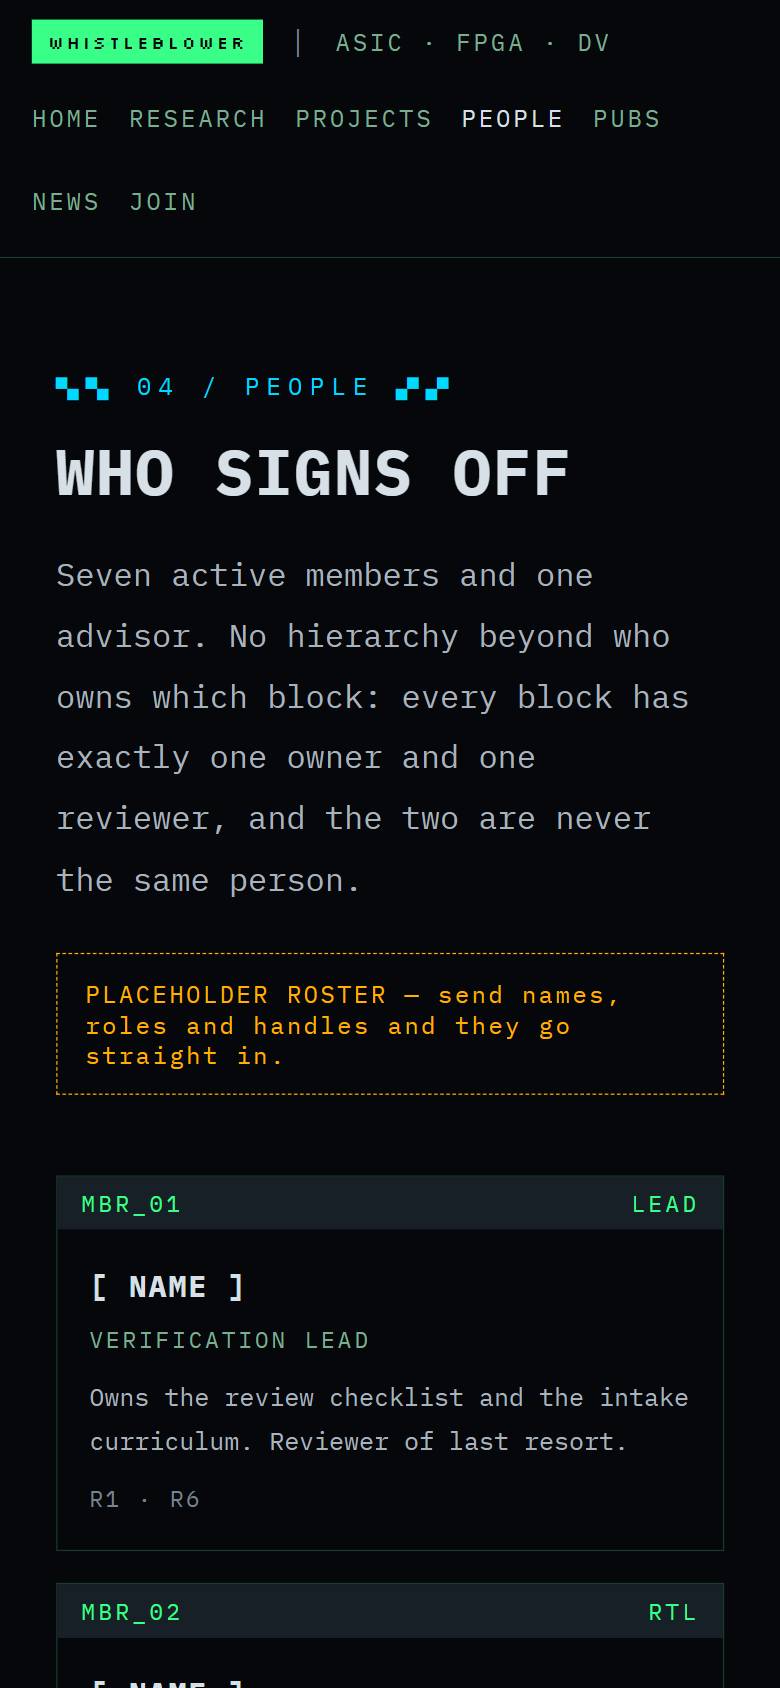 WHISTLEBLOWER | ASIC · FPGA · DV
HOME RESEARCH PROJECTS PEOPLE PUBS
NEWS JOIN
04 / PEOPLE
WHO SIGNS OFF
Seven active members and one
advisor. No hierarchy beyond who
owns which block: every block has
exactly one owner and one
reviewer, and the two are never
the same person.
PLACEHOLDER ROSTER — send names,
roles and handles and they go
straight in.
MBR_01 LEAD
[ NAME ]
VERIFICATION LEAD
Owns the review checklist and the intake
curriculum. Reviewer of last resort.
R1 · R6
MBR_02 RTL
[ NAME ]